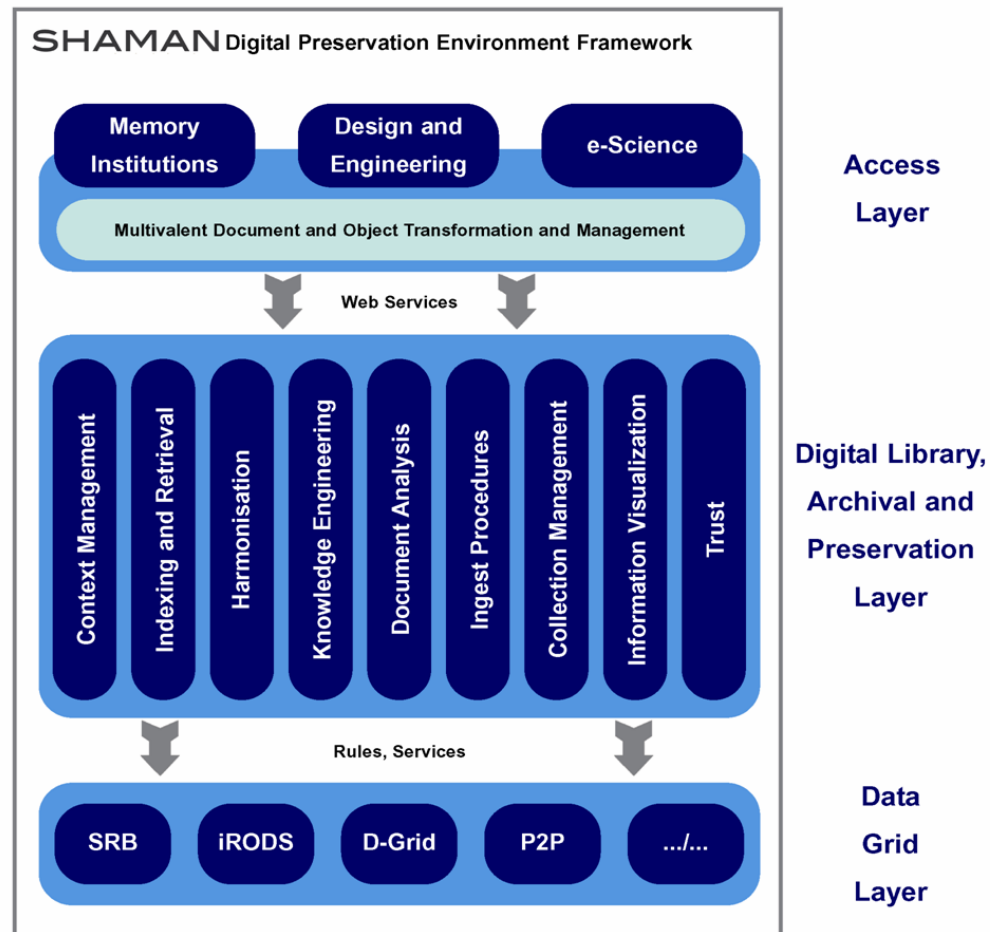 SHAMAN Digital Preservation Environment Framework
Memory
Institutions
Design and
Engineering
e-Science
Access
Layer
Multivalent Document and Object Transformation and Management
Web Services
Context Management
Indexing and Retrieval
Harmonisation
Knowledge Engineering
Document Analysis
Ingest Procedures
Collection Management
Information Visualization
Trust
Digital Library,
Archival and
Preservation
Layer
Rules, Services
SRB
iRODS
D-Grid
P2P
.../...
Data
Grid
Layer